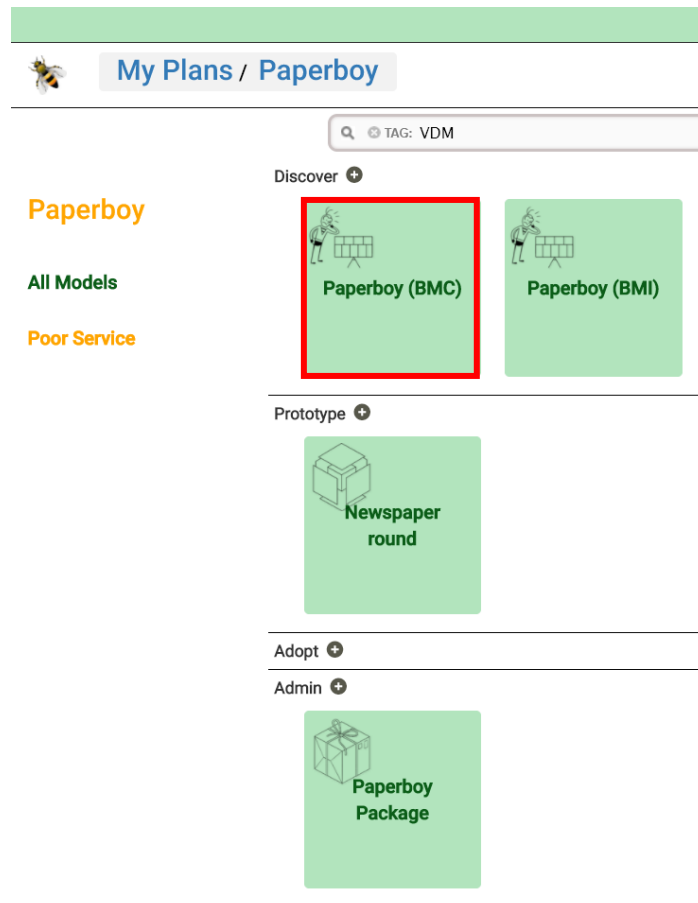 My Plans / Paperboy
TAG: VDM
Discover
Paperboy
All Models
Poor Service
Paperboy (BMC)
Paperboy (BMI)
Prototype
Newspaper
round
Adopt
Admin
Paperboy
Package